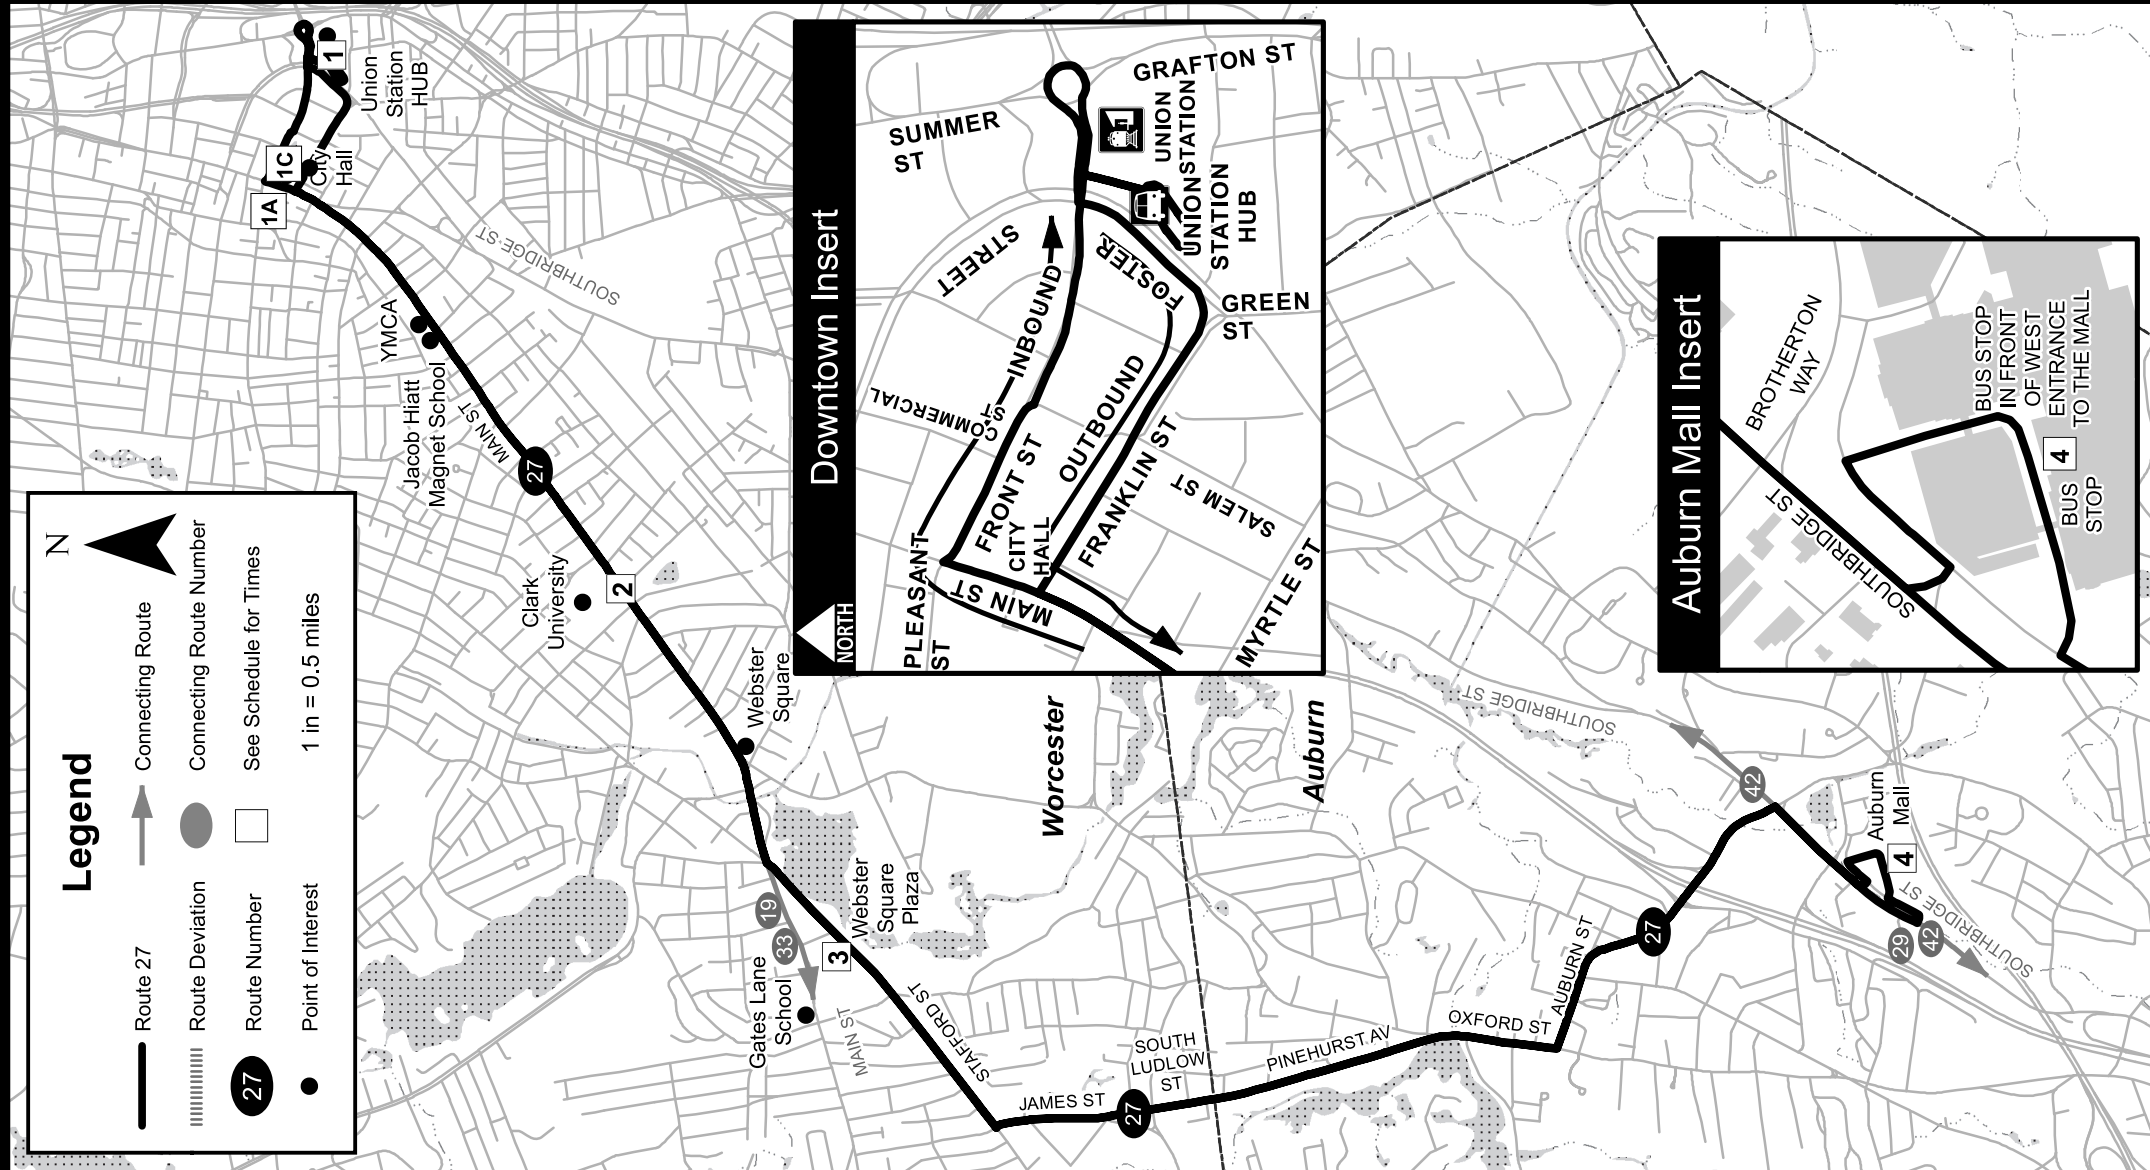 Legend
N
Route 27
Route Deviation
27
Route Number
Point of Interest
Connecting Route
Connecting Route Number
See Schedule for Times
1 in = 0.5 miles
1
Union
Station
HUB
1C
City
Hall
1A
SOUTHBRIDGE ST
YMCA
Jacob Hiatt
Magnet School
MAIN ST
27
Clark
University
2
Webster
Square
19
33
Gates Lane
School
3
Webster
Square
Plaza
MAIN ST
STAFFORD ST
JAMES ST
27
SOUTH
LUDLOW
ST
PINEHURST AV
OXFORD ST
AUBURN ST
27
Worcester
Auburn
SOUTHBRIDGE ST
42
Auburn
Mall
4
29
42
SOUTHBRIDGE ST
SOUTHBRIDGE ST
Downtown Insert
NORTH
SUMMER
ST
GRAFTON ST
UNION
STATION
UNION
STATION
HUB
STREET
INBOUND
FOSTER
GREEN
ST
COMMERCIAL
ST
FRONT ST
OUTBOUND
CITY
HALL
FRANKLIN ST
SALEM ST
PLEASANT
ST
MAIN ST
MYRTLE ST
Auburn Mall Insert
BROTHERTON
WAY
SOUTHBRIDGE ST
BUS STOP
IN FRONT
OF WEST
ENTRANCE
TO THE MALL
4
BUS
STOP